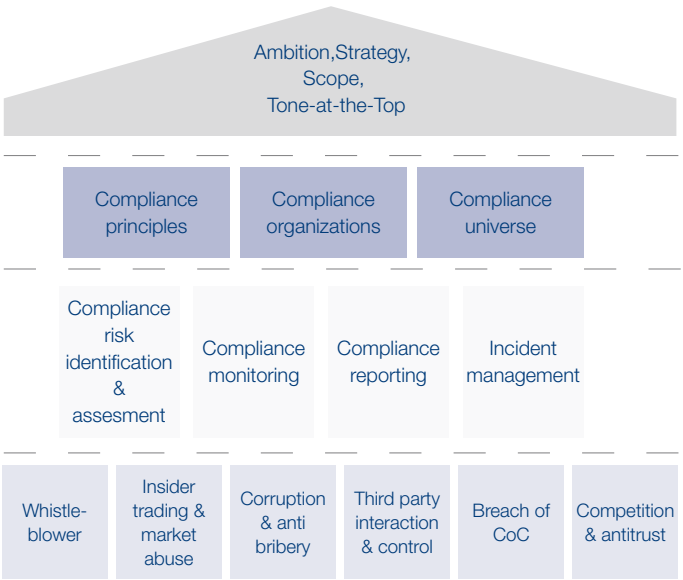 Ambition,Strategy,
Scope,
Tone-at-the-Top
Compliance
principles
Compliance
organizations
Compliance
universe
Compliance
risk
identification
&
assesment
Compliance
monitoring
Compliance
reporting
Incident
management
Whistle-
blower
Insider
trading &
market
abuse
Corruption
& anti
bribery
Third party
interaction
& control
Breach of
CoC
Competition
& antitrust